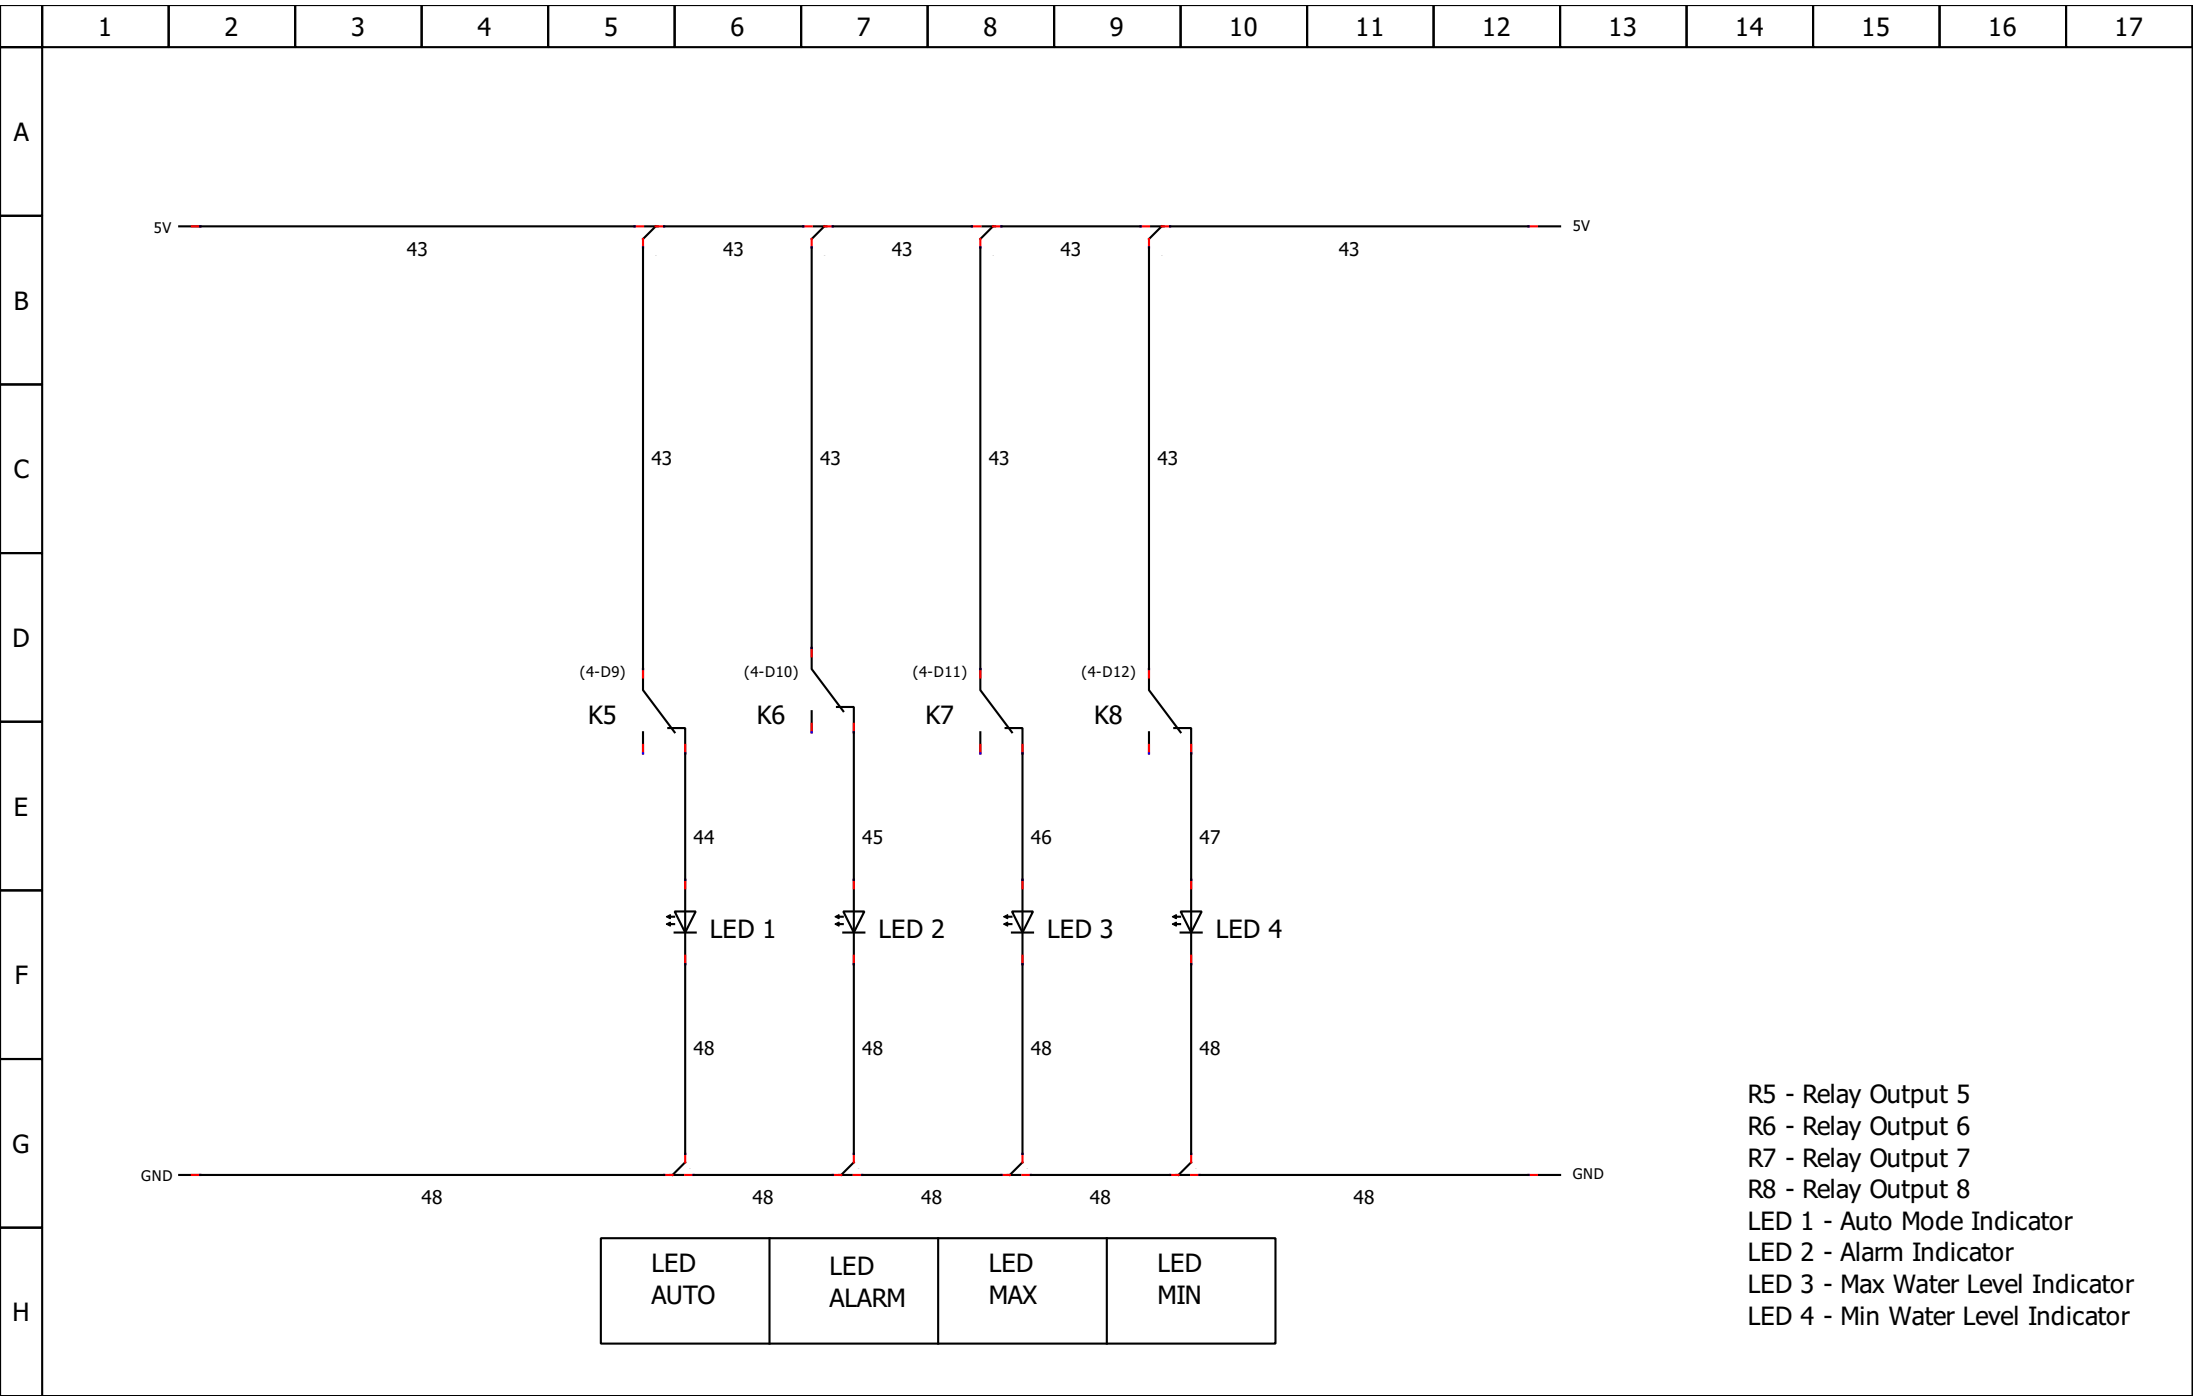 1 2 3 4 5 6 7 8 9 10 11 12 13 14 15 16 17
A
5V 5V
43 43 43 43 43
B
C
43 43 43 43
D
(4-D9) (4-D10) (4-D11) (4-D12)
K5 K6 K7 K8
E
44 45 46 47
LED 1 LED 2 LED 3 LED 4
F
48 48 48 48
G
GND GND
48 48 48 48 48
R5 - Relay Output 5
R6 - Relay Output 6
R7 - Relay Output 7
R8 - Relay Output 8
LED 1 - Auto Mode Indicator
LED 2 - Alarm Indicator
LED 3 - Max Water Level Indicator
LED 4 - Min Water Level Indicator
H
LED
AUTO
LED
ALARM
LED
MAX
LED
MIN